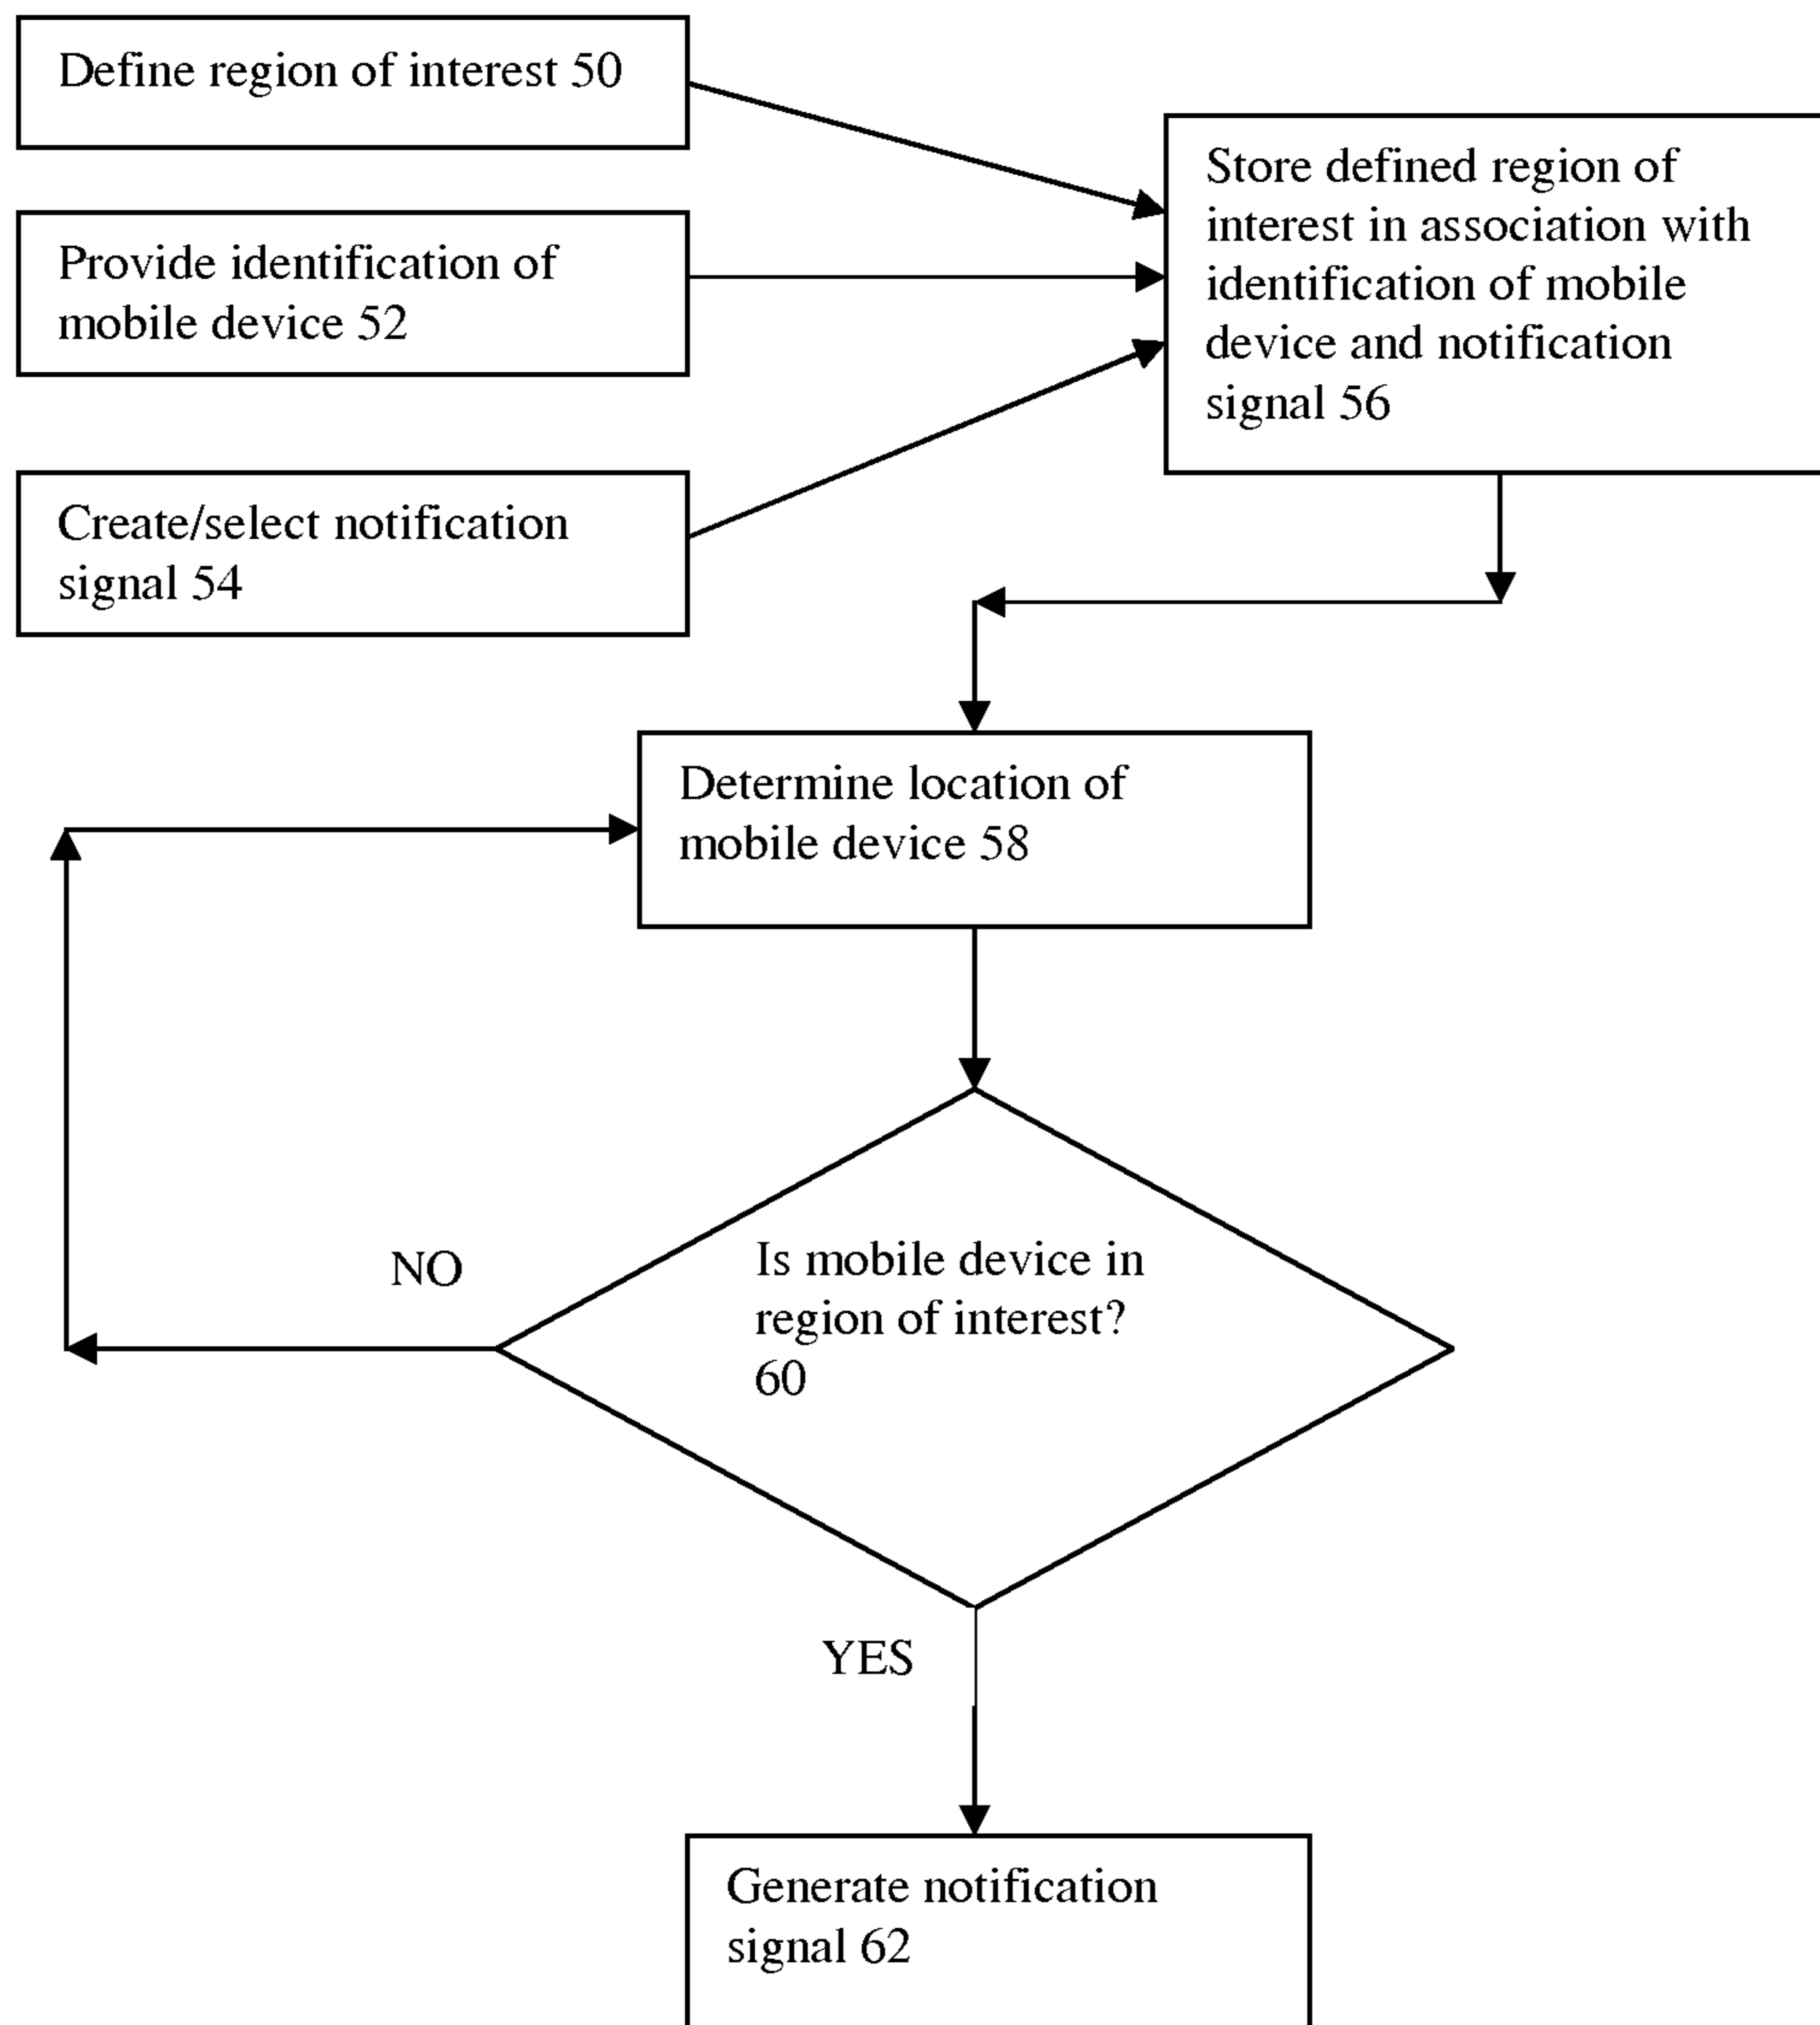 Define region of interest 50
Provide identification of
mobile device 52
Create/select notification
signal 54
Store defined region of
interest in association with
identification of mobile
device and notification
signal 56
Determine location of
mobile device 58
Is mobile device in
region of interest?
60
NO
YES
Generate notification
signal 62